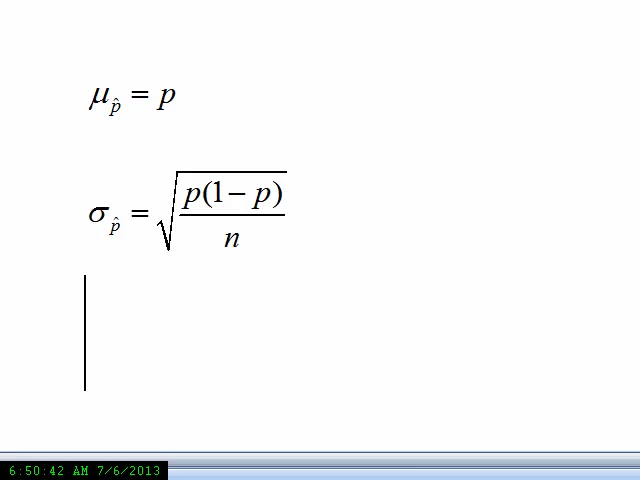 μ_p̂ = p
σ_p̂ = √(p(1 − p)/n)
6:50:42 AM 7/6/2013